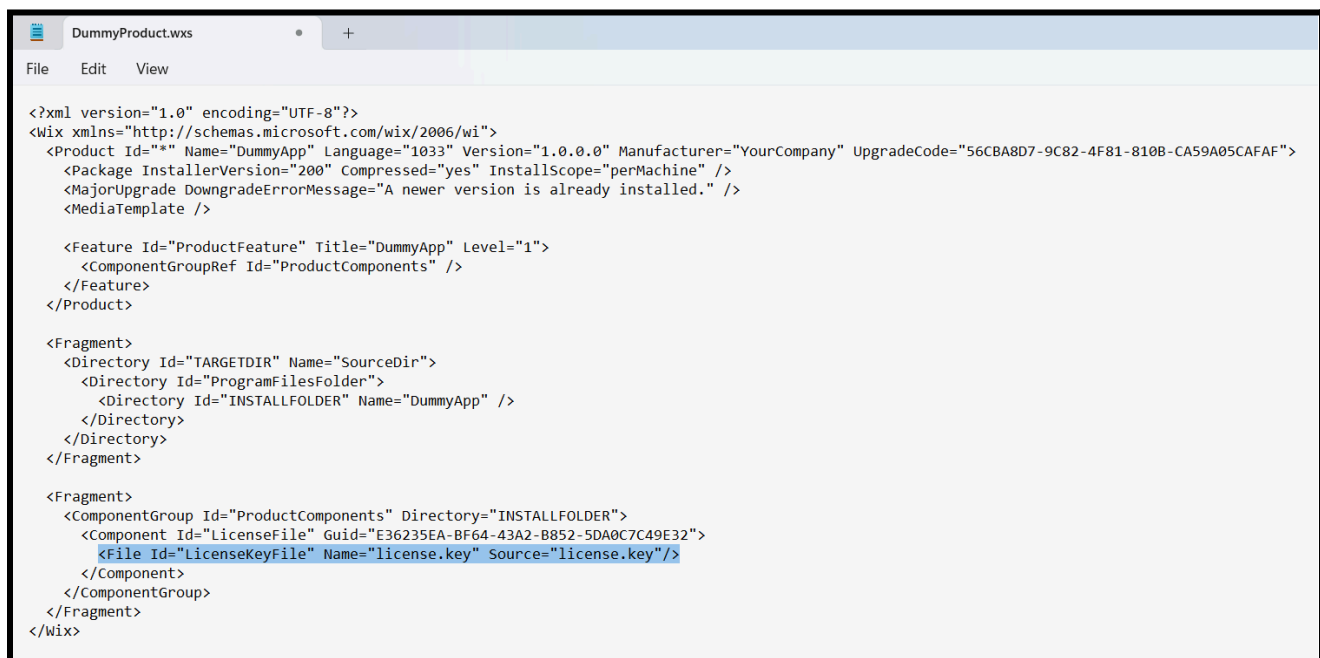 DummyProduct.wxs
File Edit View
<?xml version="1.0" encoding="UTF-8"?>
<Wix xmlns="http://schemas.microsoft.com/wix/2006/wi">
<Product Id="*" Name="DummyApp" Language="1033" Version="1.0.0.0" Manufacturer="YourCompany" UpgradeCode="56CBA8D7-9C82-4F81-810B-CA59A05CAFAF">
<Package InstallerVersion="200" Compressed="yes" InstallScope="perMachine" />
<MajorUpgrade DowngradeErrorMessage="A newer version is already installed." />
<MediaTemplate />
<Feature Id="ProductFeature" Title="DummyApp" Level="1">
<ComponentGroupRef Id="ProductComponents" />
</Feature>
</Product>
<Fragment>
<Directory Id="TARGETDIR" Name="SourceDir">
<Directory Id="ProgramFilesFolder">
<Directory Id="INSTALLFOLDER" Name="DummyApp" />
</Directory>
</Directory>
</Fragment>
<Fragment>
<ComponentGroup Id="ProductComponents" Directory="INSTALLFOLDER">
<Component Id="LicenseFile" Guid="E36235EA-BF64-43A2-B852-5DA0C7C49E32">
<File Id="LicenseKeyFile" Name="license.key" Source="license.key"/>
</Component>
</ComponentGroup>
</Fragment>
</Wix>